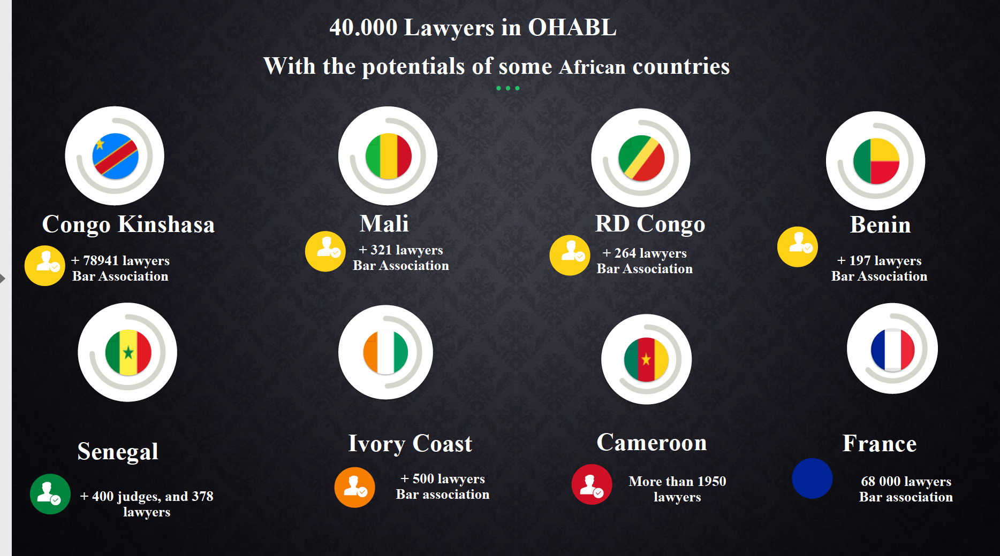 40.000 Lawyers in OHABL
With the potentials of some African countries
Congo Kinshasa
+ 78941 lawyers
Bar Association
Mali
+ 321 lawyers
Bar Association
RD Congo
+ 264 lawyers
Bar Association
Benin
+ 197 lawyers
Bar Association
Senegal
+ 400 judges, and 378
lawyers
Ivory Coast
+ 500 lawyers
Bar association
Cameroon
More than 1950
lawyers
France
68 000 lawyers
Bar association